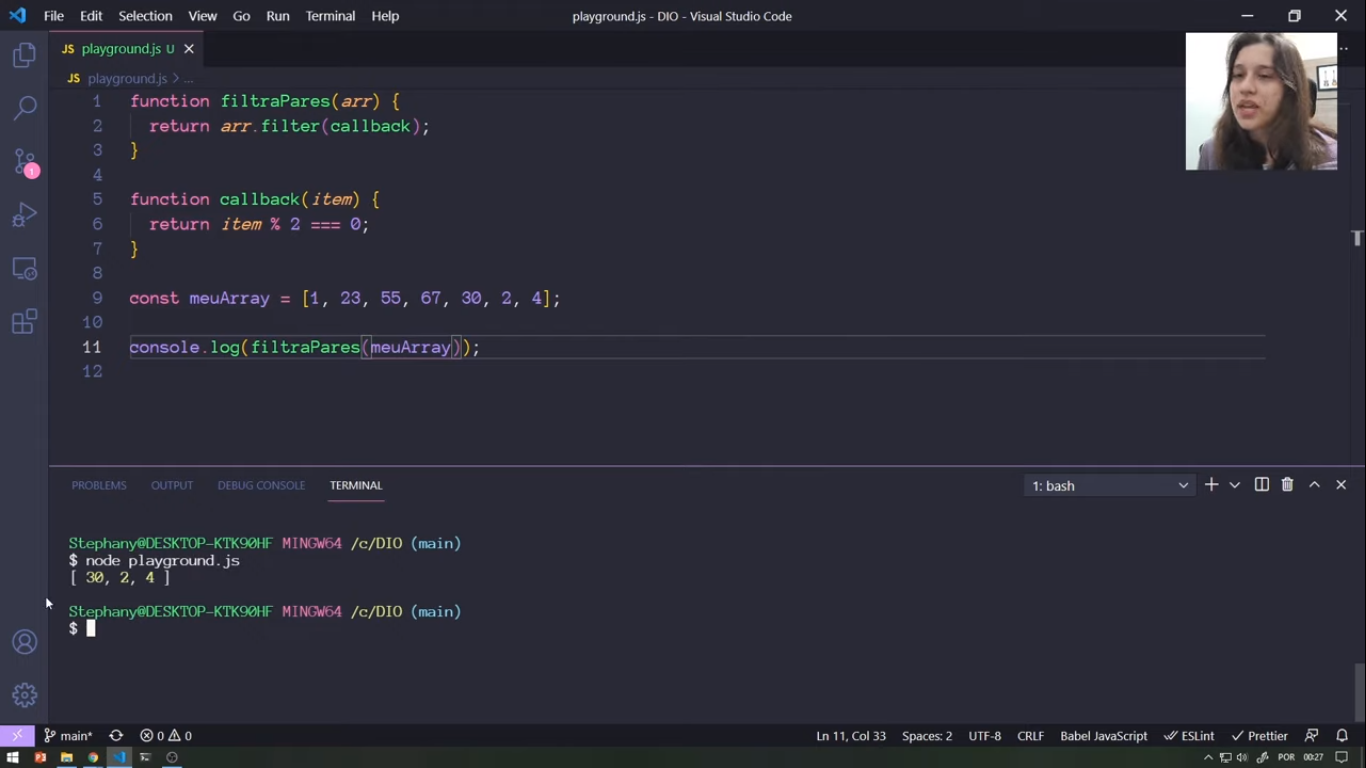 File Edit Selection View Go Run Terminal Help playground.js - DIO - Visual Studio Code
JS playground.js U
JS playground.js > ...
1 function filtraPares(arr) {
2 return arr.filter(callback);
3 }
4
5 function callback(item) {
6 return item % 2 === 0;
7 }
8
9 const meuArray = [1, 23, 55, 67, 30, 2, 4];
10
11 console.log(filtraPares(meuArray));
12
PROBLEMS OUTPUT DEBUG CONSOLE TERMINAL 1: bash
Stephany@DESKTOP-KTK90HF MINGW64 /c/DIO (main)
$ node playground.js
[ 30, 2, 4 ]
Stephany@DESKTOP-KTK90HF MINGW64 /c/DIO (main)
$
main* 0 0 Ln 11, Col 33 Spaces: 2 UTF-8 CRLF Babel JavaScript ESLint Prettier
POR 00:27